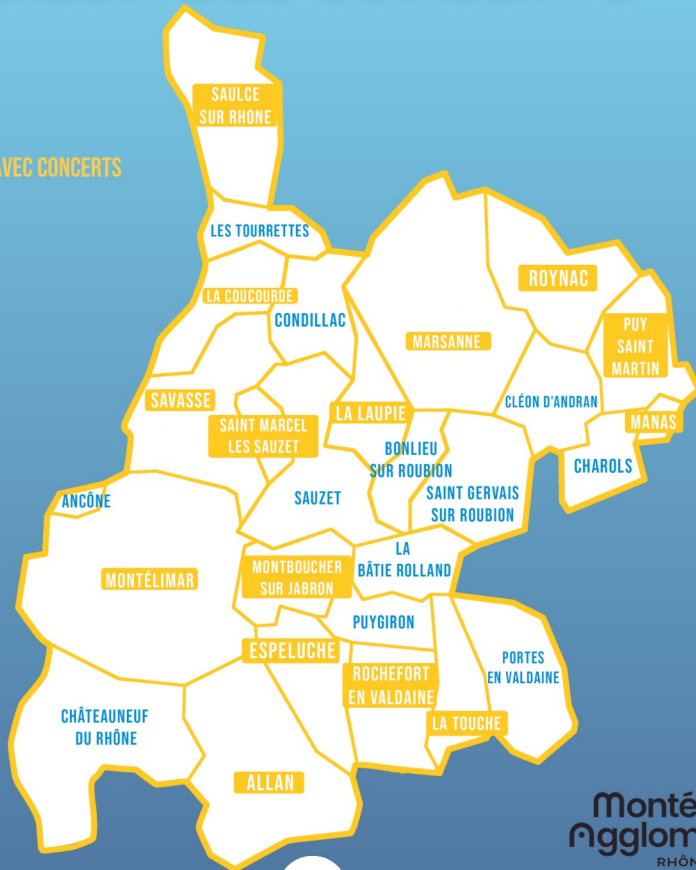 SAULCE
SUR RHONE
AVEC CONCERTS
LES TOURRETTES
ROYNAC
LA COUCOURDE
CONDILLAC
MARSANNE
PUY
SAINT
MARTIN
SAVASSE
LA LAUPIE
CLÉON D'ANDRAN
SAINT MARCEL
LES SAUZET
MANAS
BONLIEU
SUR ROUBION
CHAROLS
ANCÔNE
SAUZET
SAINT GERVAIS
SUR ROUBION
LA
BÂTIE ROLLAND
MONTÉLIMAR
MONTBOUCHER
SUR JABRON
PUYGIRON
ESPELUCHE
PORTES
EN VALDAINE
ROCHEFORT
EN VALDAINE
CHÂTEAUNEUF
DU RHÔNE
LA TOUCHE
ALLAN
Monté
Agglom
RHÔN